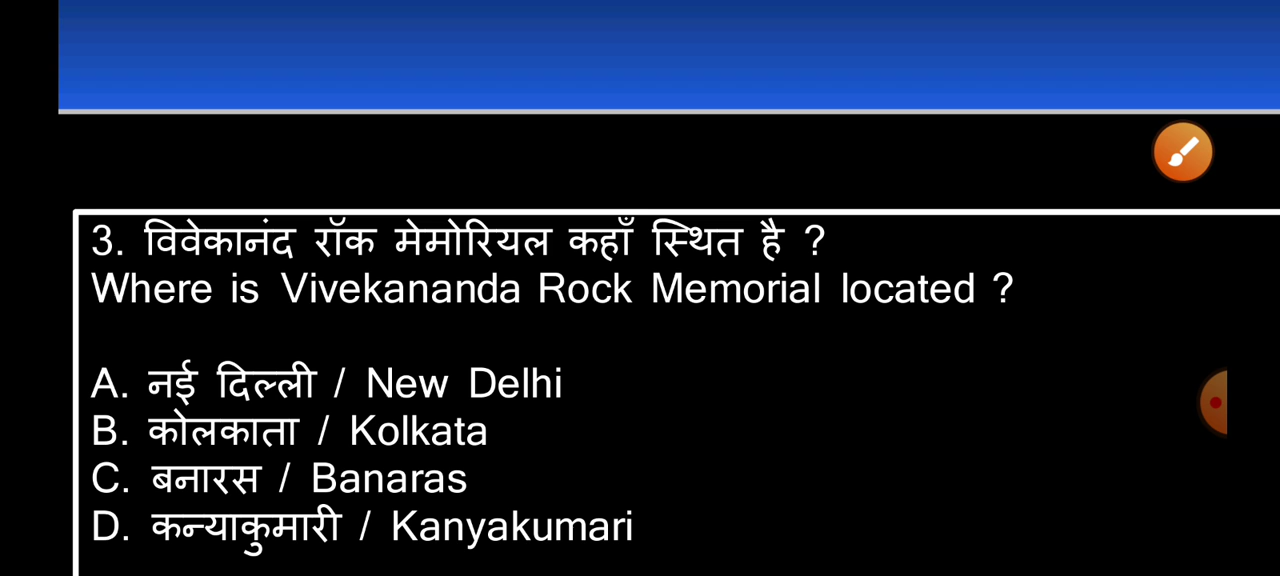 3. विवेकानंद रॉक मेमोरियल कहाँ स्थित है ?
Where is Vivekananda Rock Memorial located ?
A. नई दिल्ली / New Delhi
B. कोलकाता / Kolkata
C. बनारस / Banaras
D. कन्याकुमारी / Kanyakumari